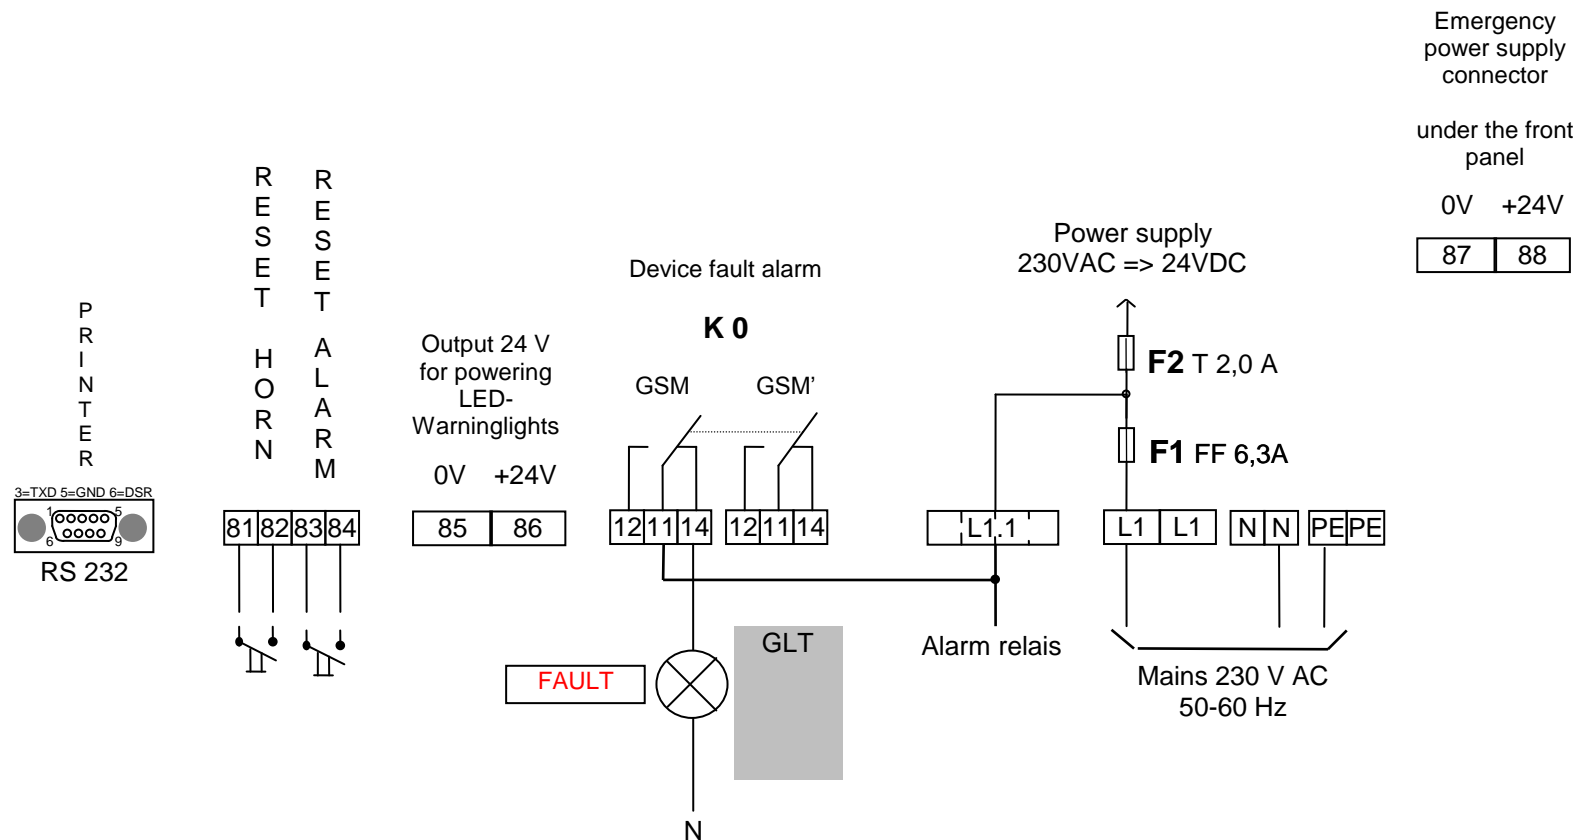 Emergency
power supply
connector
under the front
panel
0V +24V
87 88
PRINTER
3=TXD 5=GND 6=DSR
1 5
6 9
RS 232
RESET HORN
RESET ALARM
81 82 83 84
Output 24 V
for powering
LED-
Warninglights
0V +24V
85 86
Device fault alarm
K 0
GSM GSM’
12 11 14 12 11 14
FAULT
GLT
N
Power supply
230VAC => 24VDC
F2 T 2,0 A
F1 FF 6,3A
L1.1
L1 L1 N N PE PE
Alarm relais
Mains 230 V AC
50-60 Hz